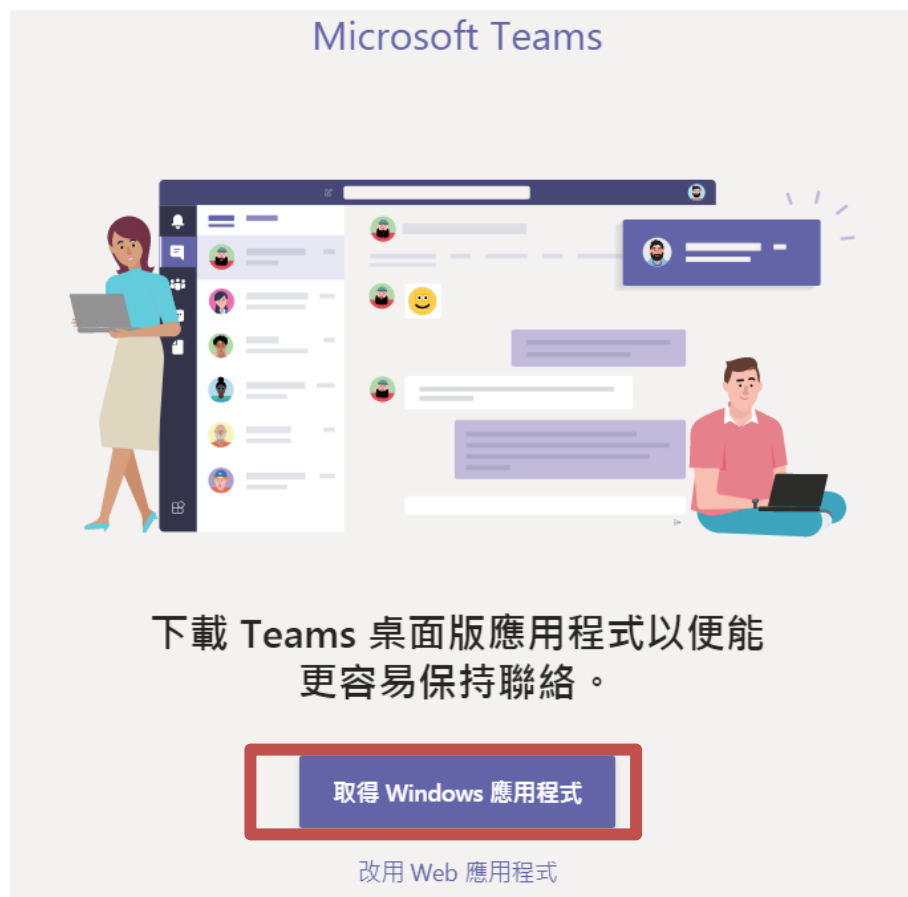 Microsoft Teams
下載 Teams 桌面版應用程式以便能
更容易保持聯絡。
取得 Windows 應用程式
改用 Web 應用程式